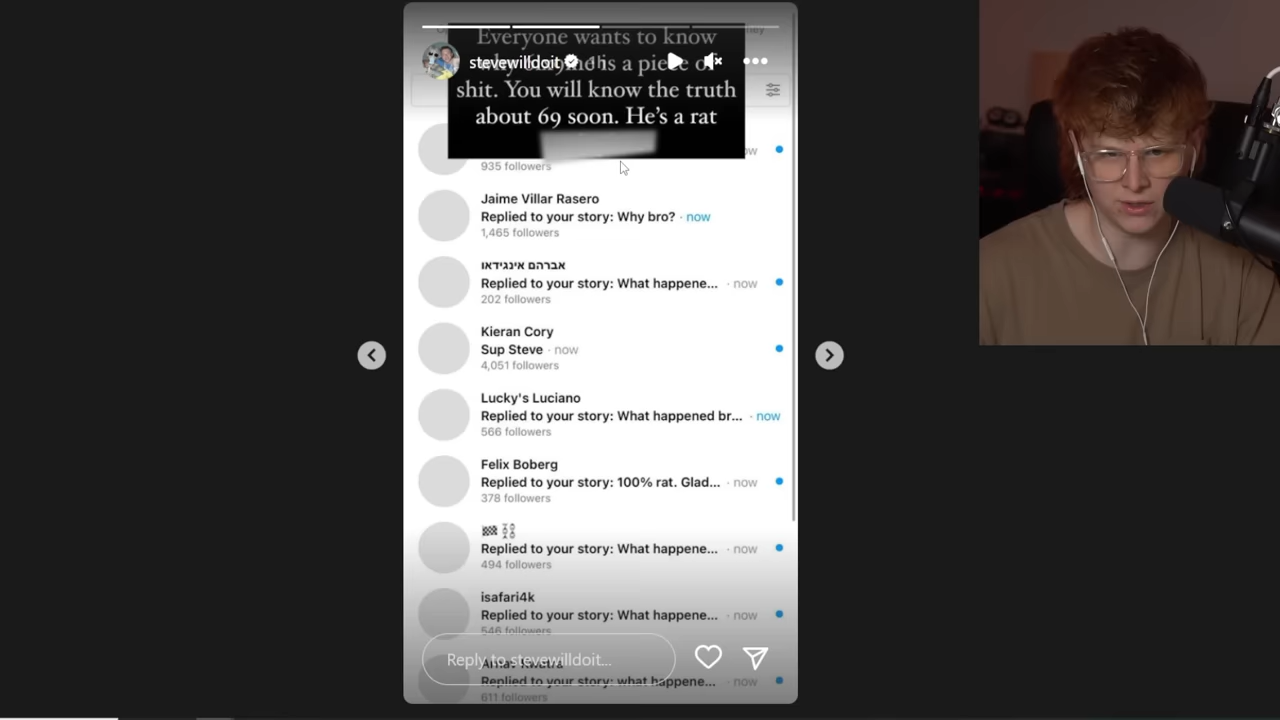 Everyone wants to know
is a piece of
shit. You will know the truth
about 69 soon. He's a rat
stevewilldoit
935 followers
Jaime Villar Rasero
Replied to your story: Why bro? · now
1,465 followers
אברהם אינגידאו
Replied to your story: What happene... · now
202 followers
Kieran Cory
Sup Steve · now
4,051 followers
Lucky's Luciano
Replied to your story: What happened br... · now
566 followers
Felix Boberg
Replied to your story: 100% rat. Glad... · now
378 followers
Replied to your story: What happene... · now
494 followers
isafari4k
Replied to your story: What happene... · now
546 followers
Reply to stevewilldoit...
Replied to your story: what happene... · now
611 followers